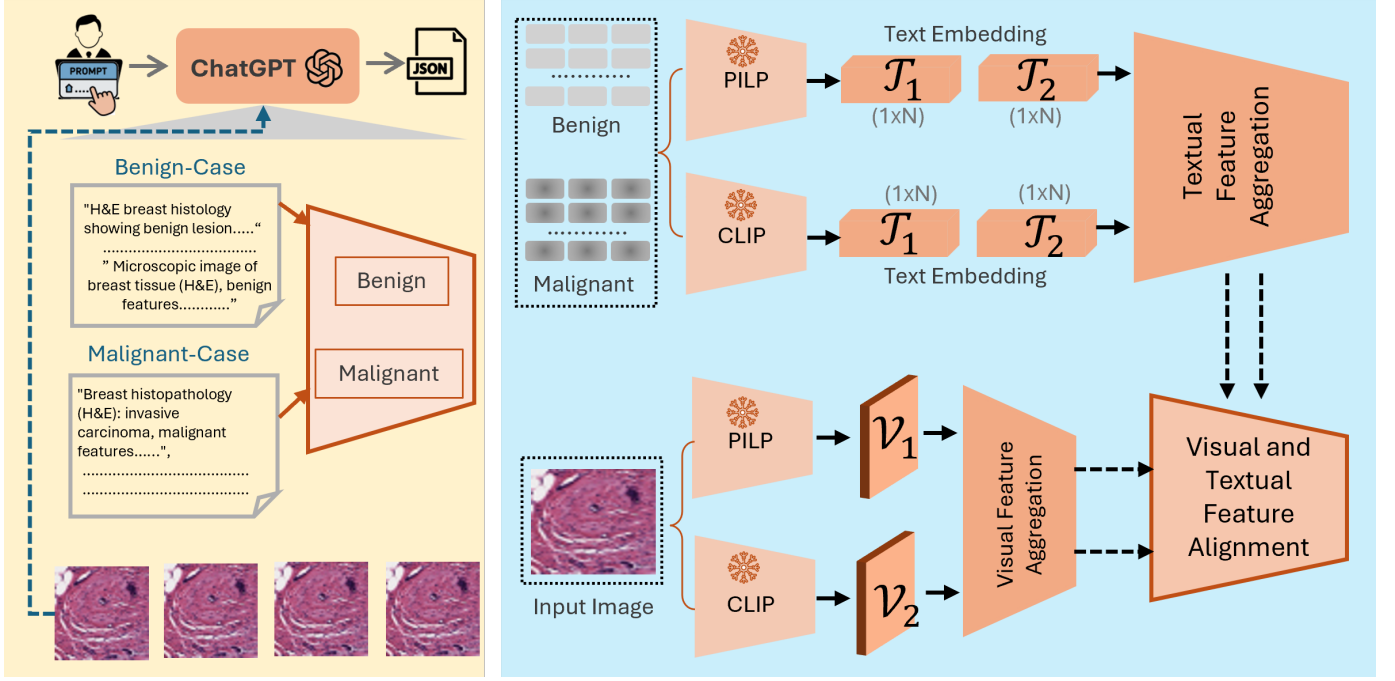 PROMPT
ChatGPT
JSON
Benign-Case
"H&E breast histology
showing benign lesion.....“
......................................
” Microscopic image of
breast tissue (H&E), benign
features............”
Malignant-Case
"Breast histopathology
(H&E): invasive
carcinoma, malignant
features......",
..........................................
..........................................
Benign
Malignant
Benign
Malignant
PILP
CLIP
Text Embedding
𝒯1
𝒯2
(1xN)
(1xN)
(1xN)
(1xN)
𝒯1
𝒯2
Text Embedding
Textual
Feature
Aggregation
Input Image
PILP
CLIP
𝒱1
𝒱2
Visual Feature
Aggregation
Visual and
Textual
Feature
Alignment